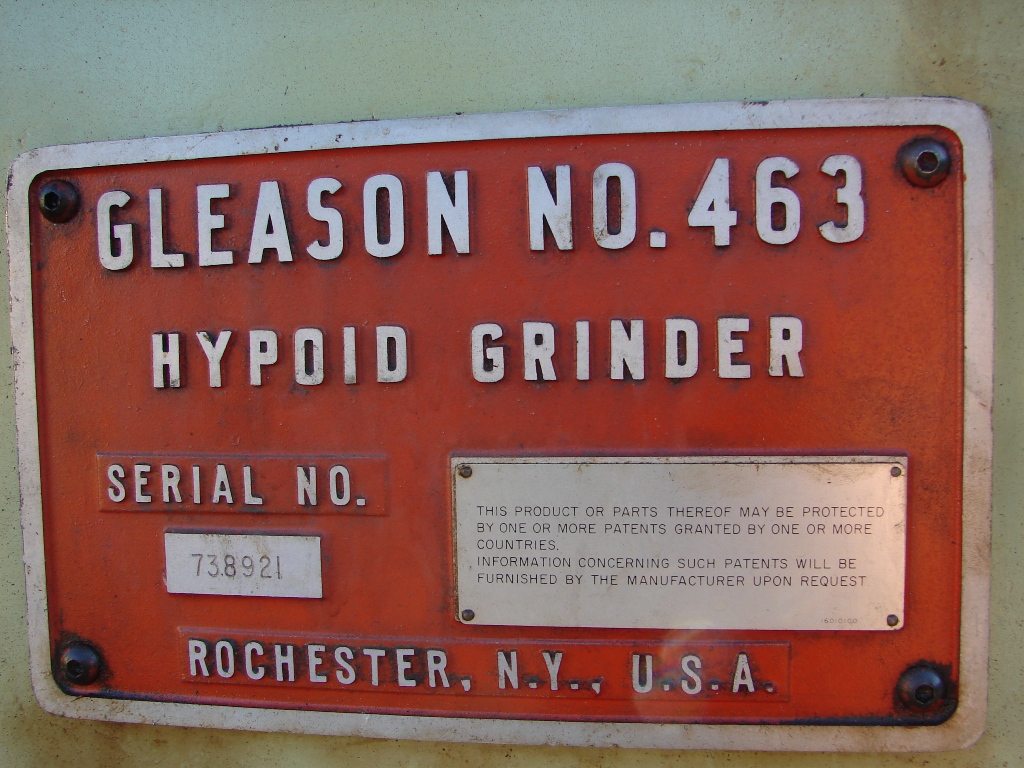 GLEASON NO. 463
HYPOID GRINDER
SERIAL NO.
738921
THIS PRODUCT OR PARTS THEREOF MAY BE PROTECTED
BY ONE OR MORE PATENTS GRANTED BY ONE OR MORE
COUNTRIES.
INFORMATION CONCERNING SUCH PATENTS WILL BE
FURNISHED BY THE MANUFACTURER UPON REQUEST
ROCHESTER, N.Y., U.S.A.